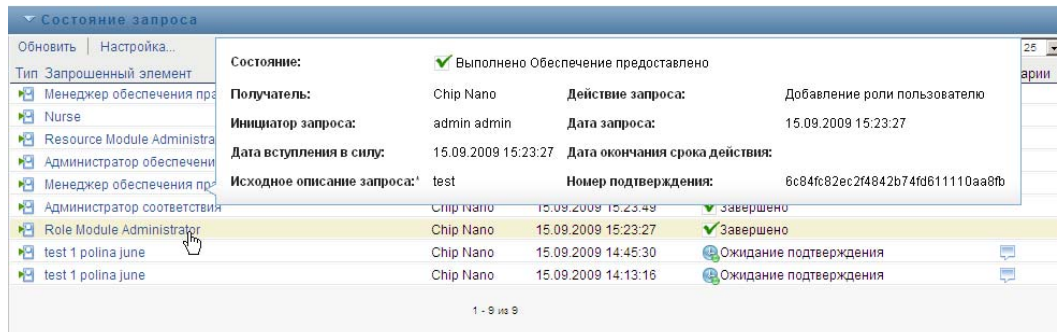 Состояние запроса
Обновить | Настройка... 25
Тип Запрошенный элемент арии
Менеджер обеспечения пра
Nurse
Resource Module Administra
Администратор обеспечени
Менеджер обеспечения пра
Состояние: Выполнено Обеспечение предоставлено
Получатель: Chip Nano Действие запроса: Добавление роли пользователю
Инициатор запроса: admin admin Дата запроса: 15.09.2009 15:23:27
Дата вступления в силу: 15.09.2009 15:23:27 Дата окончания срока действия:
Исходное описание запроса:* test Номер подтверждения: 6c84fc82ec2f4842b74fd611110aa8fb
Администратор соответствия Chip Nano 15.09.2009 15:23:49 Завершено
Role Module Administrator Chip Nano 15.09.2009 15:23:27 Завершено
test 1 polina june Chip Nano 15.09.2009 14:45:30 Ожидание подтверждения
test 1 polina june Chip Nano 15.09.2009 14:13:16 Ожидание подтверждения
1 - 9 из 9